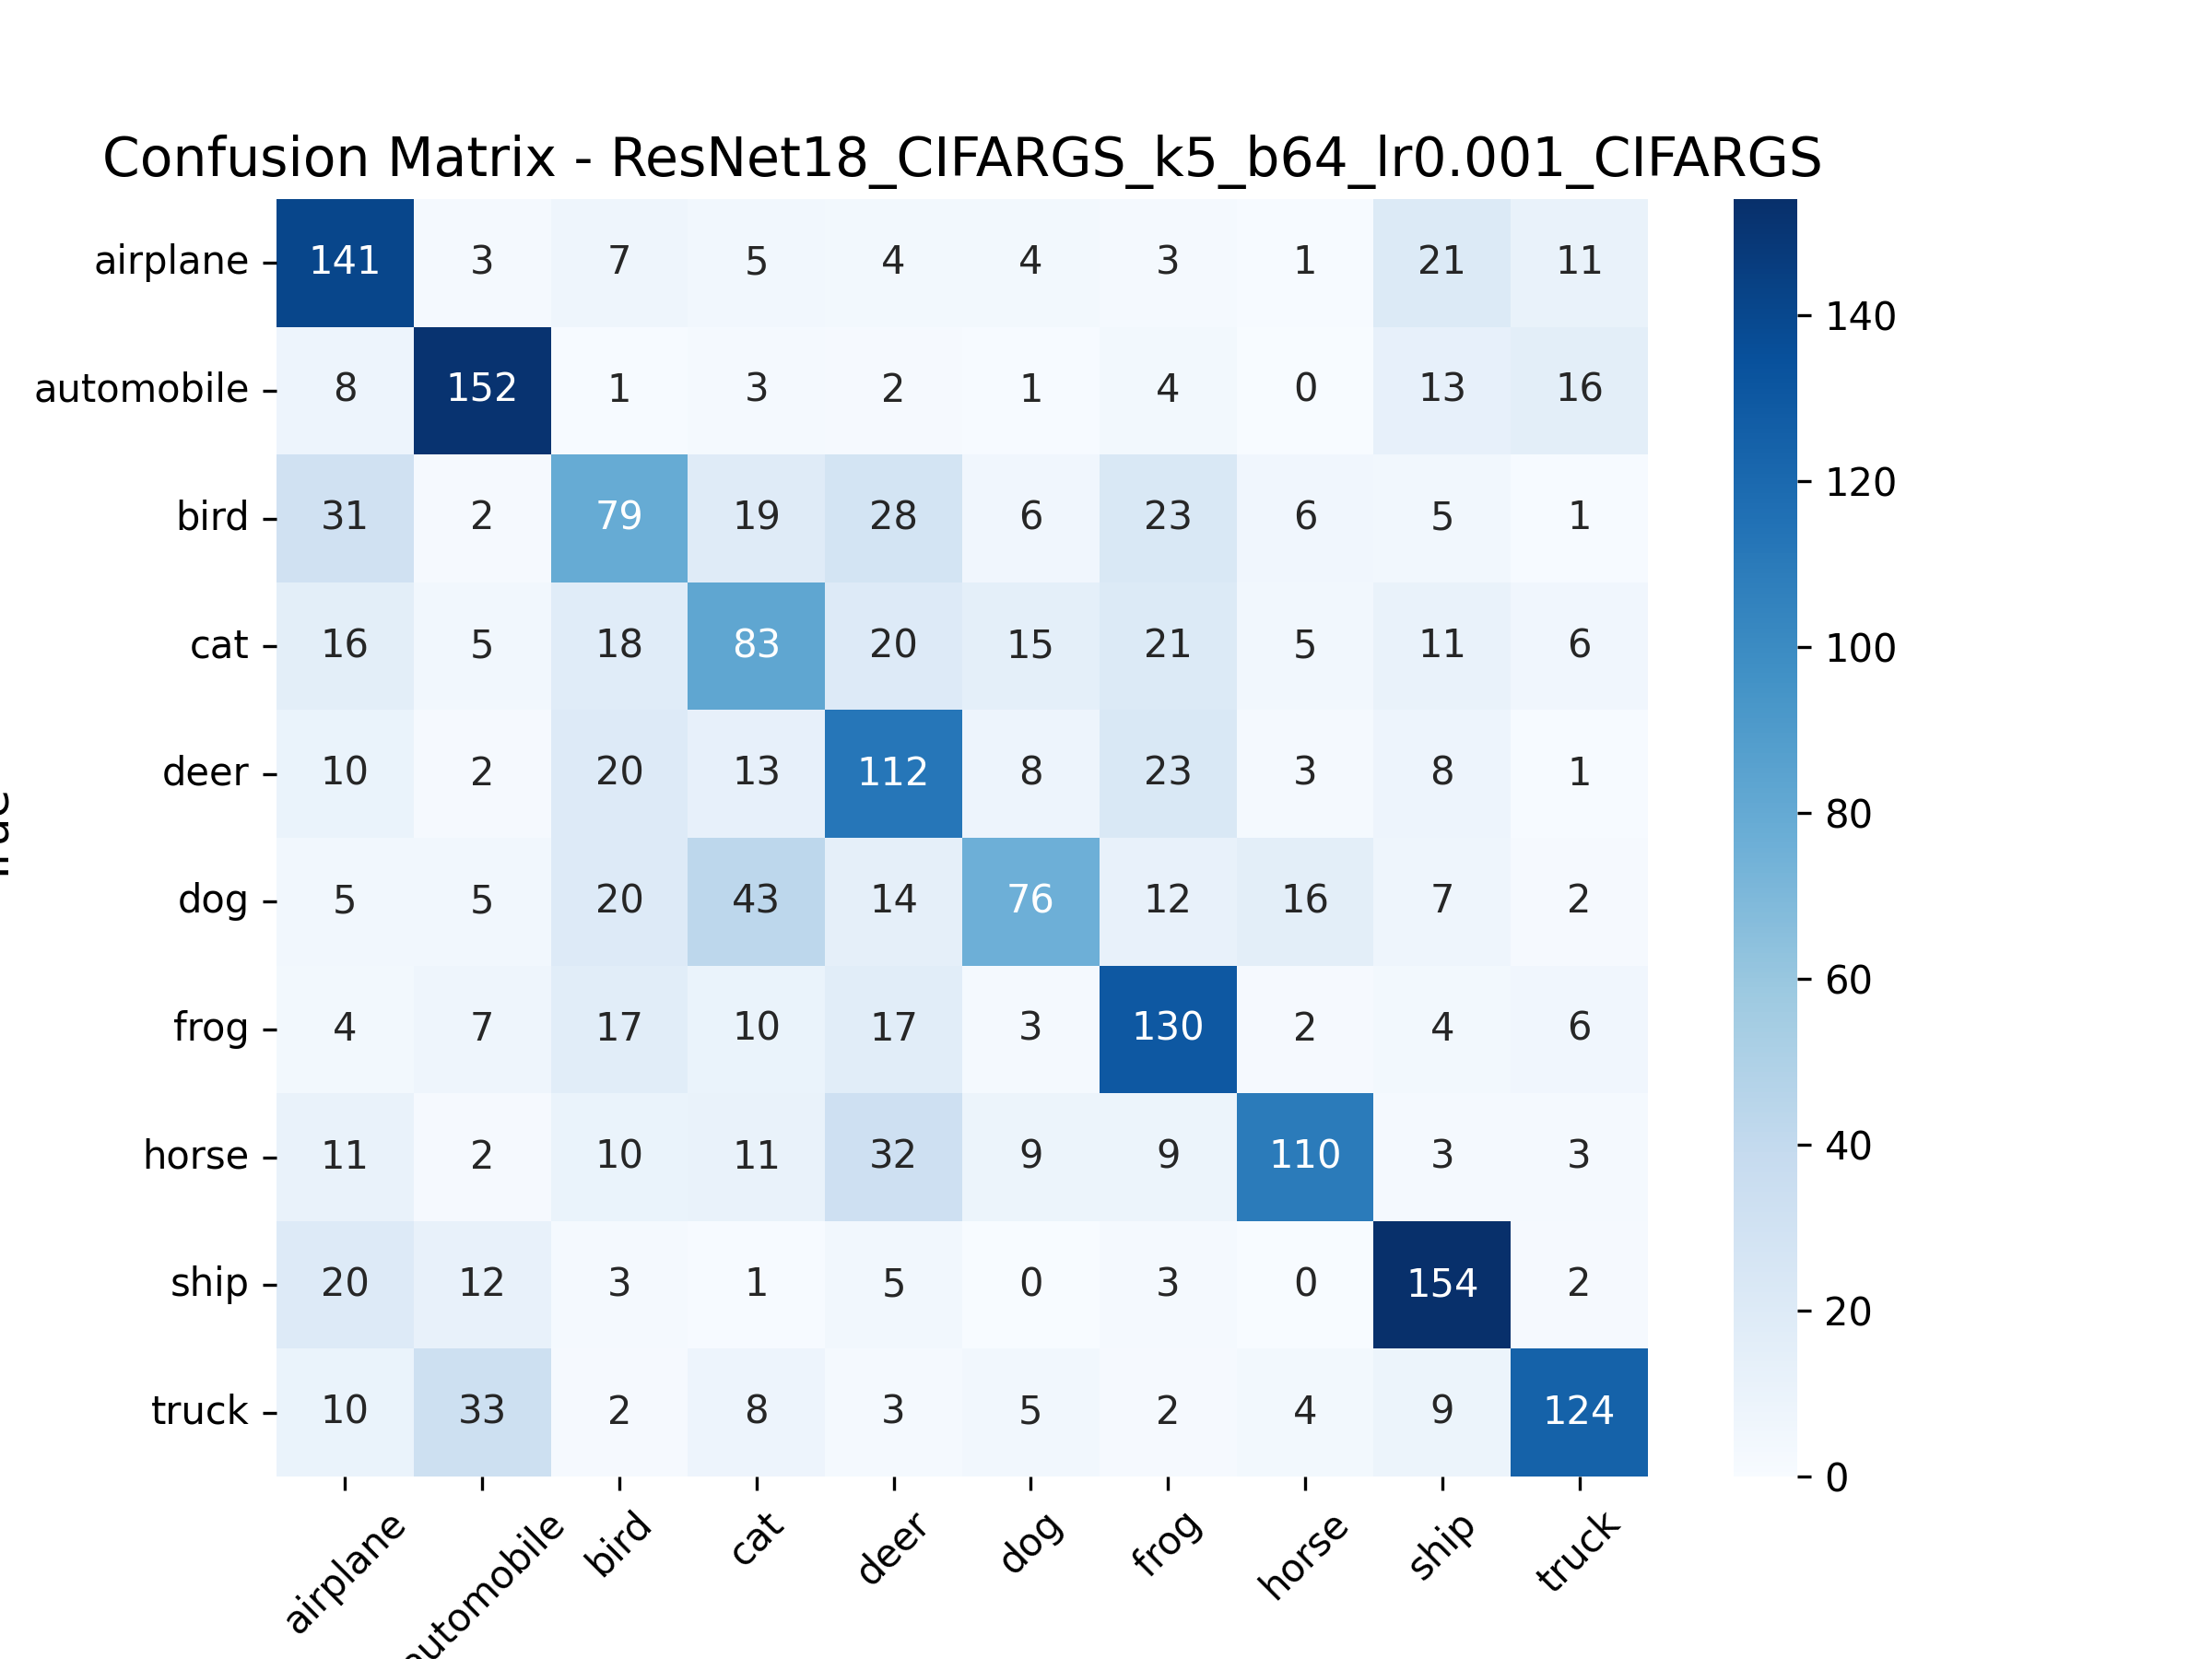 Confusion Matrix - ResNet18_CIFARGS_k5_b64_lr0.001_CIFARGS
airplane 141 3 7 5 4 4 3 1 21 11
automobile 8 152 1 3 2 1 4 0 13 16
bird 31 2 79 19 28 6 23 6 5 1
cat 16 5 18 83 20 15 21 5 11 6
deer 10 2 20 13 112 8 23 3 8 1
dog 5 5 20 43 14 76 12 16 7 2
frog 4 7 17 10 17 3 130 2 4 6
horse 11 2 10 11 32 9 9 110 3 3
ship 20 12 3 1 5 0 3 0 154 2
truck 10 33 2 8 3 5 2 4 9 124
airplane automobile bird cat deer dog frog horse ship truck
140
120
100
80
60
40
20
0